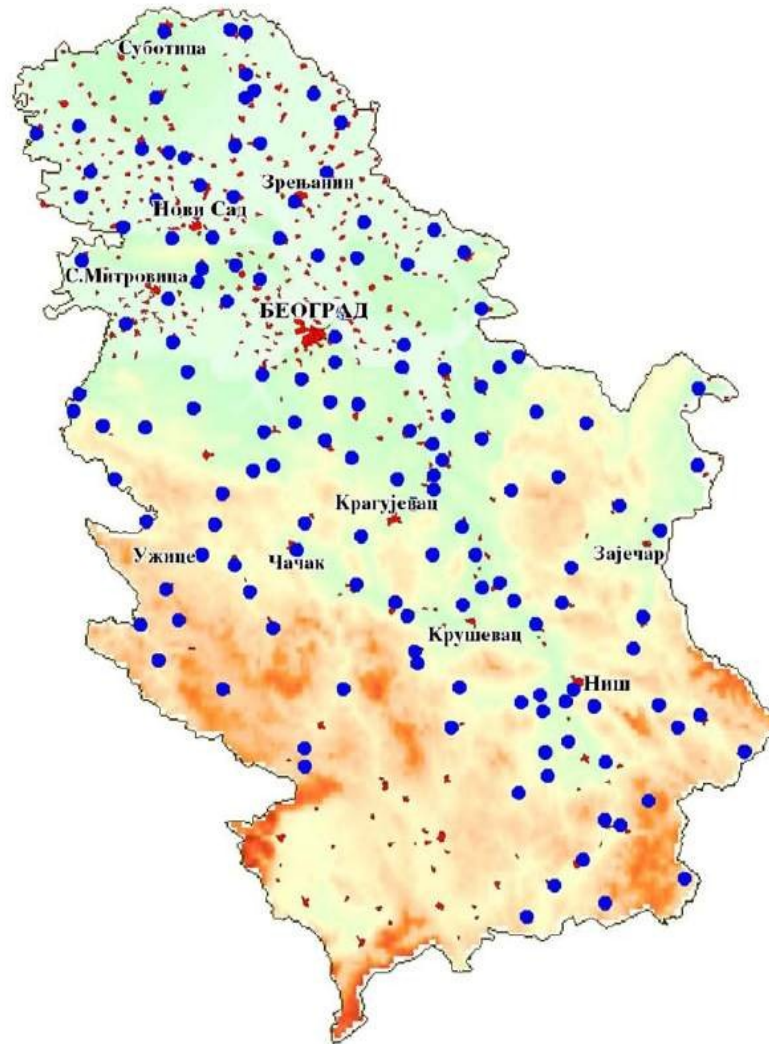 Суботица
Зрењанин
Нови Сад
С.Митровица
БЕОГРАД
Крагујевац
Ужице
Чачак
Зајечар
Крушевац
Ниш